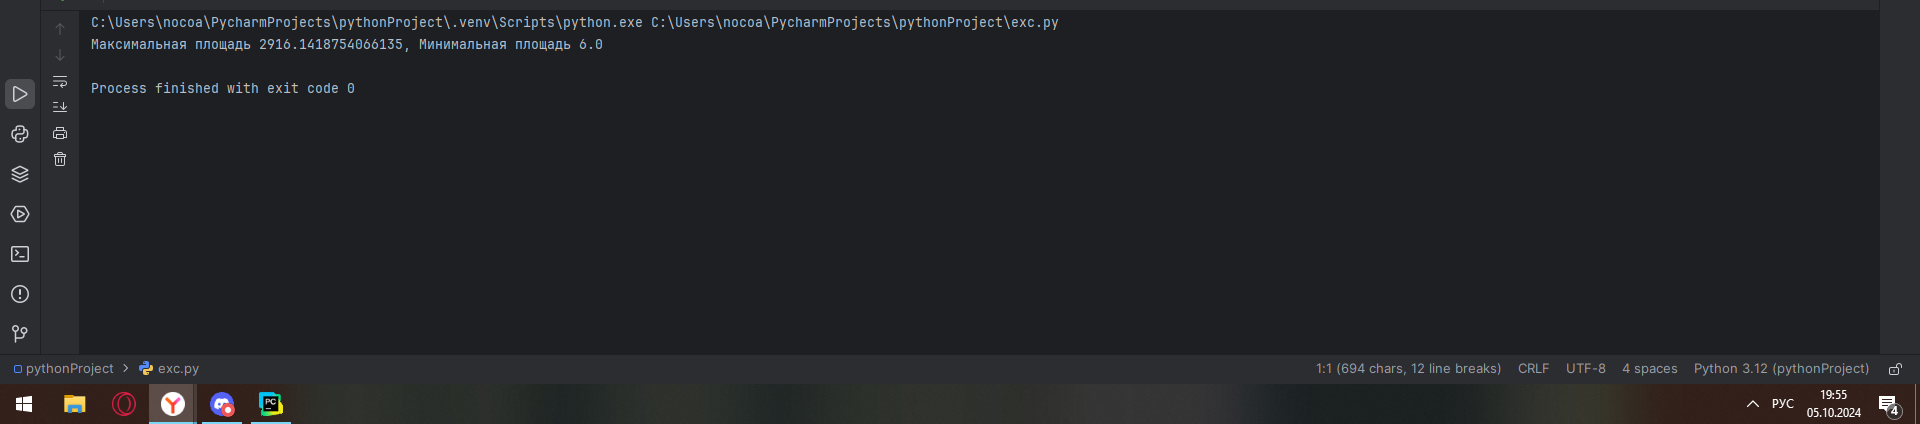 C:\Users\nocoa\PycharmProjects\pythonProject\.venv\Scripts\python.exe C:\Users\nocoa\PycharmProjects\pythonProject\exc.py
Максимальная площадь 2916.1418754066135, Минимальная площадь 6.0
Process finished with exit code 0
pythonProject > exc.py 1:1 (694 chars, 12 line breaks) CRLF UTF-8 4 spaces Python 3.12 (pythonProject)
PC
РУС
19:55
05.10.2024
4